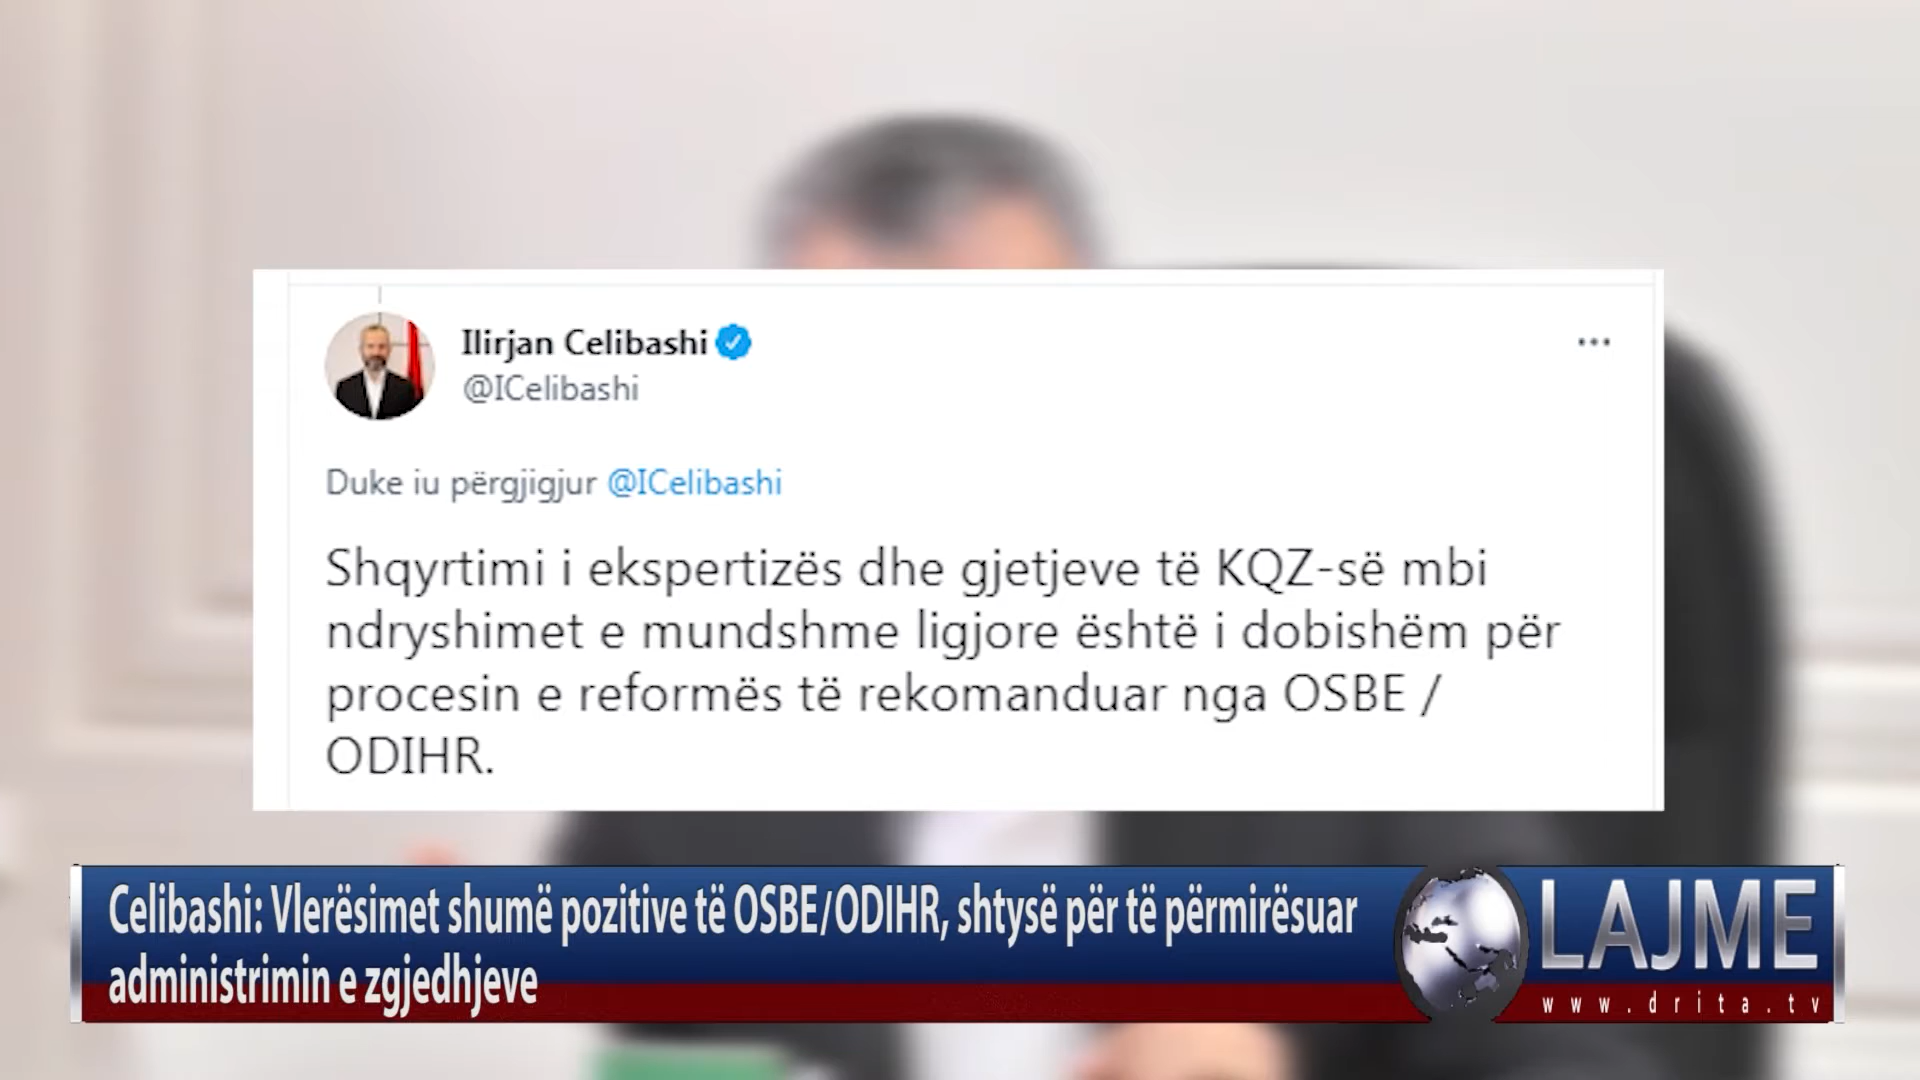 Ilirjan Celibashi
@ICelibashi
Duke iu përgjigjur @ICelibashi
Shqyrtimi i ekspertizës dhe gjetjeve të KQZ-së mbi
ndryshimet e mundshme ligjore është i dobishëm për
procesin e reformës të rekomanduar nga OSBE /
ODIHR.
Celibashi: Vlerësimet shumë pozitive të OSBE/ODIHR, shtysë për të përmirësuar
administrimin e zgjedhjeve
LAJME
www.drita.tv